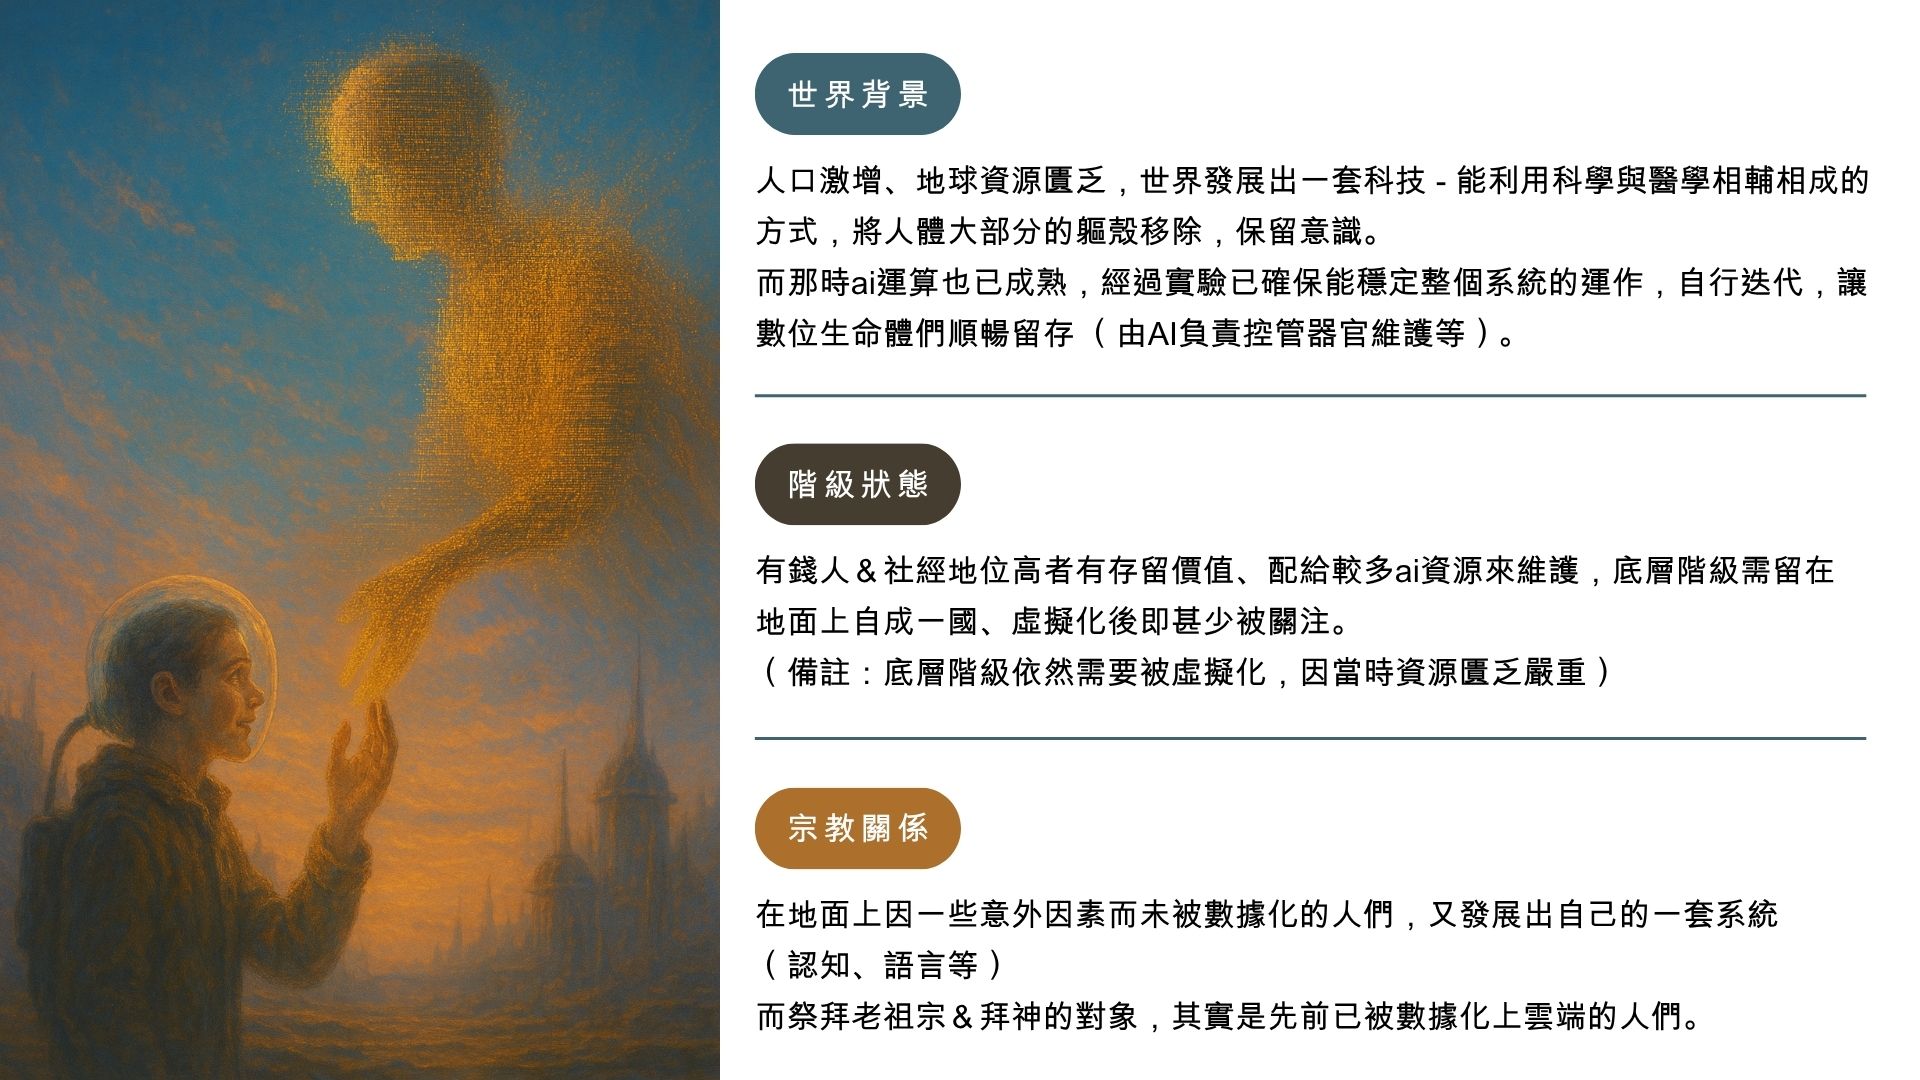 世界背景
人口激增、地球資源匱乏，世界發展出一套科技 - 能利用科學與醫學相輔相成的
方式，將人體大部分的軀殼移除，保留意識。
而那時ai運算也已成熟，經過實驗已確保能穩定整個系統的運作，自行迭代，讓
數位生命體們順暢留存（由AI負責控管器官維護等）。
階級狀態
有錢人＆社經地位高者有存留價值、配給較多ai資源來維護，底層階級需留在
地面上自成一國、虛擬化後即甚少被關注。
（備註：底層階級依然需要被虛擬化，因當時資源匱乏嚴重）
宗教關係
在地面上因一些意外因素而未被數據化的人們，又發展出自己的一套系統
（認知、語言等）
而祭拜老祖宗＆拜神的對象，其實是先前已被數據化上雲端的人們。